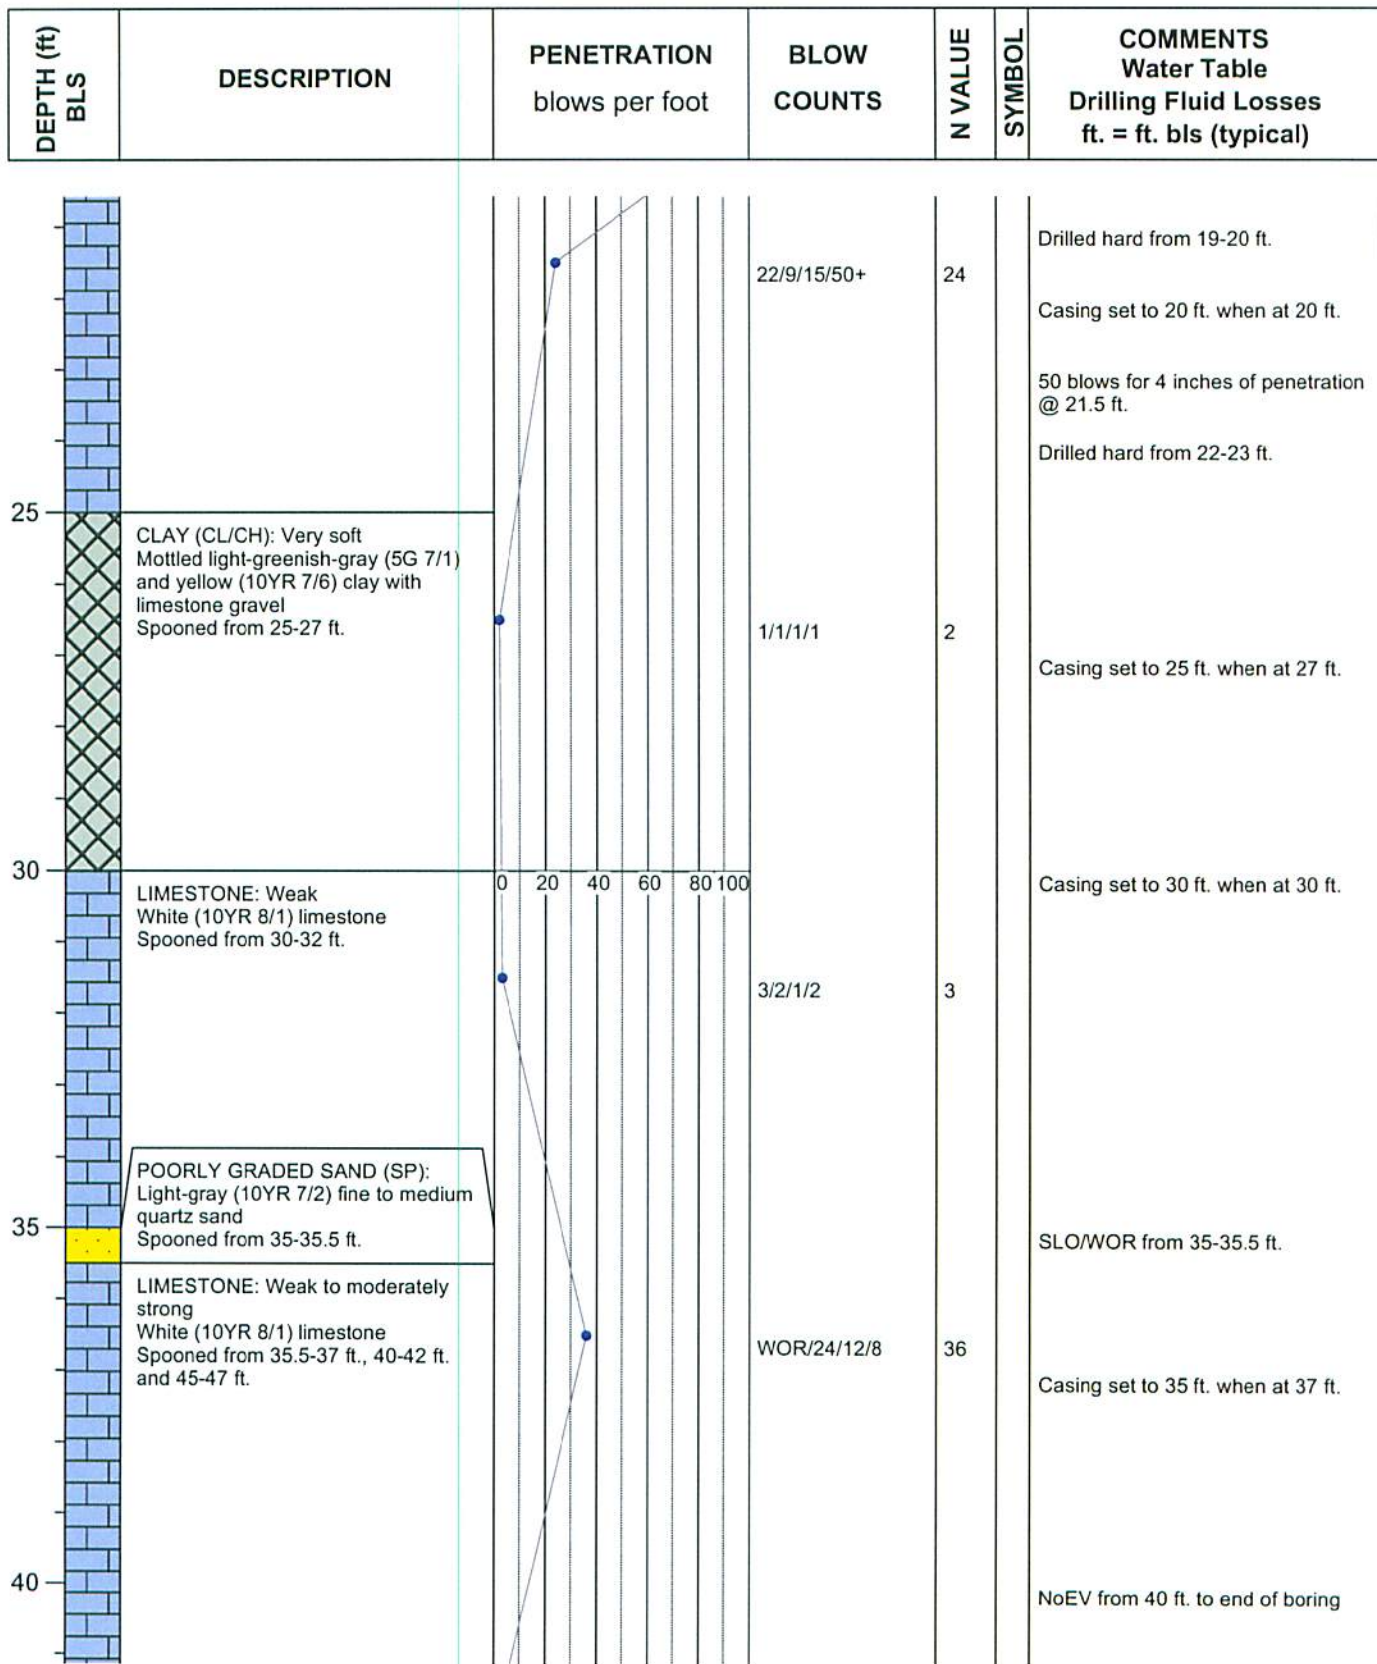 DEPTH (ft)
BLS
DESCRIPTION
PENETRATION
blows per foot
BLOW
COUNTS
N VALUE
SYMBOL
COMMENTS
Water Table
Drilling Fluid Losses
ft. = ft. bls (typical)
Drilled hard from 19-20 ft.
22/9/15/50+
24
Casing set to 20 ft. when at 20 ft.
50 blows for 4 inches of penetration
@ 21.5 ft.
Drilled hard from 22-23 ft.
25
CLAY (CL/CH): Very soft
Mottled light-greenish-gray (5G 7/1)
and yellow (10YR 7/6) clay with
limestone gravel
Spooned from 25-27 ft.
1/1/1/1
2
Casing set to 25 ft. when at 27 ft.
30
0 20 40 60 80 100
LIMESTONE: Weak
White (10YR 8/1) limestone
Spooned from 30-32 ft.
Casing set to 30 ft. when at 30 ft.
3/2/1/2
3
POORLY GRADED SAND (SP):
Light-gray (10YR 7/2) fine to medium
quartz sand
Spooned from 35-35.5 ft.
35
SLO/WOR from 35-35.5 ft.
LIMESTONE: Weak to moderately
strong
White (10YR 8/1) limestone
Spooned from 35.5-37 ft., 40-42 ft.
and 45-47 ft.
WOR/24/12/8
36
Casing set to 35 ft. when at 37 ft.
40
NoEV from 40 ft. to end of boring